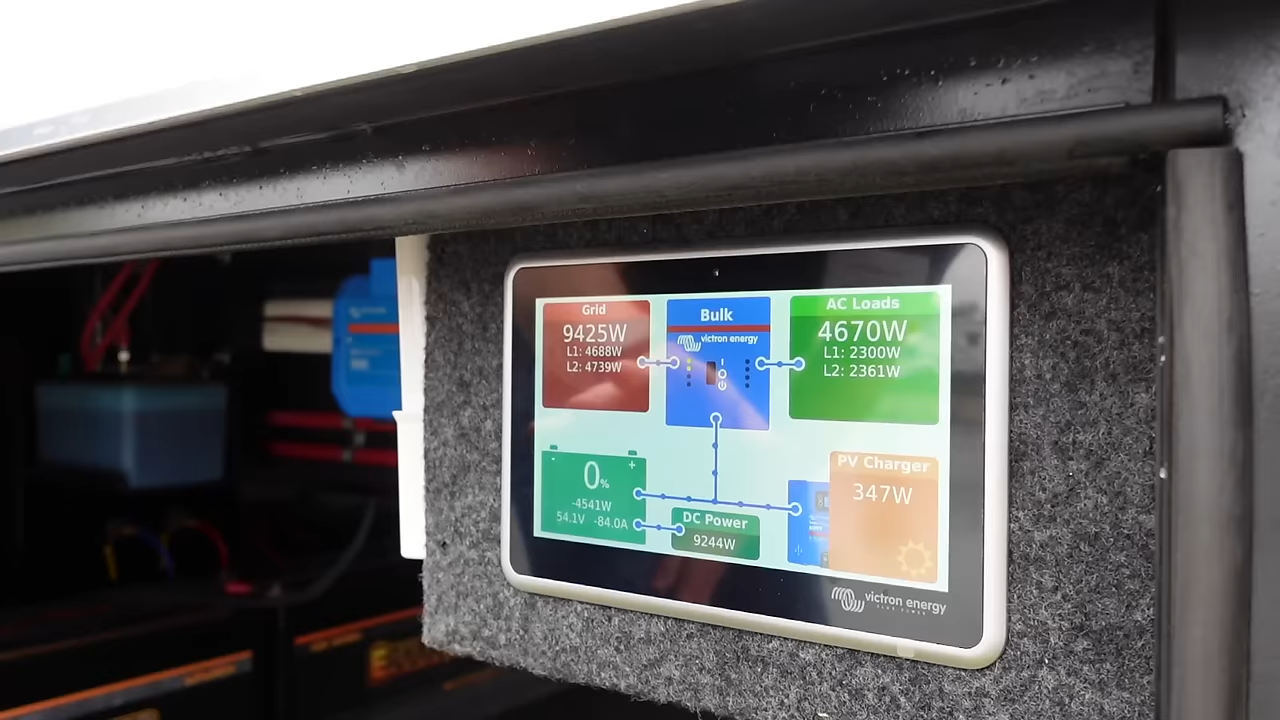 Grid
9425W
L1: 4688W
L2: 4739W
Bulk
victron energy
AC Loads
4670W
L1: 2300W
L2: 2361W
0%
-4541W
54.1V -84.0A
DC Power
9244W
PV Charger
347W
victron energy